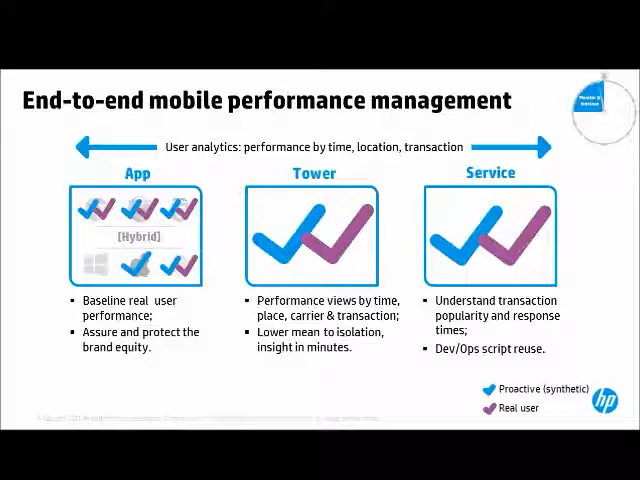 End-to-end mobile performance management
User analytics: performance by time, location, transaction
App
Tower
Service
[Hybrid]
▪ Baseline real user
performance;
▪ Assure and protect the
brand equity.
▪ Performance views by time,
place, carrier & transaction;
▪ Lower mean to isolation,
insight in minutes.
▪ Understand transaction
popularity and response
times;
▪ Dev/Ops script reuse.
Proactive (synthetic)
Real user
hp